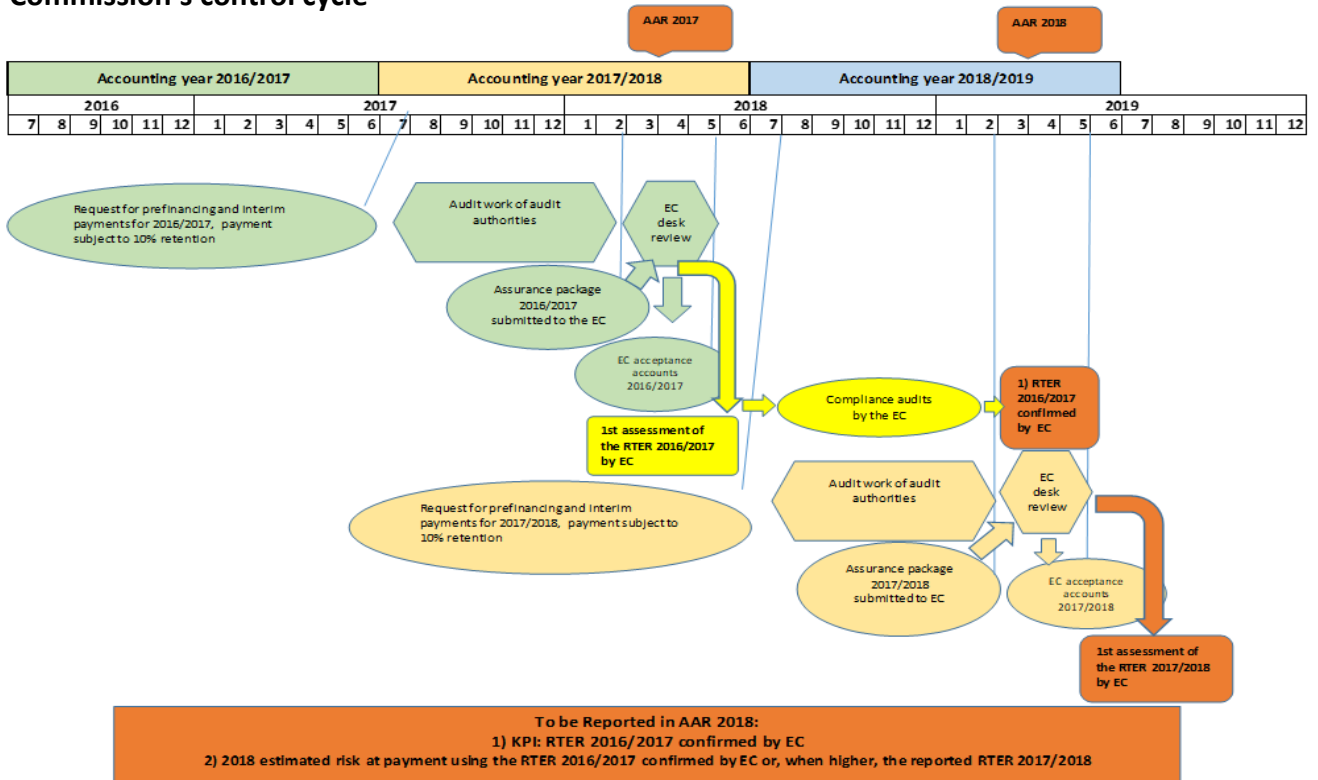 Commission's control cycle
AAR 2017
AAR 2018
Accounting year 2016/2017
Accounting year 2017/2018
Accounting year 2018/2019
2016
2017
2018
2019
7 8 9 10 11 12 1 2 3 4 5 6 7 8 9 10 11 12 1 2 3 4 5 6 7 8 9 10 11 12 1 2 3 4 5 6 7 8 9 10 11 12
Request for prefinancing and interim
payments for 2016/2017, payment
subject to 10% retention
Audit work of audit
authorities
EC
desk
review
Assurance package
2016/2017
submitted to the EC
EC acceptance
accounts
2016/2017
1st assessment of
the RTER 2016/2017
by EC
Compliance audits
by the EC
1) RTER
2016/2017
confirmed
by EC
Request for prefinancing and interim
payments for 2017/2018, payment subject to
10% retention
Audit work of audit
authorities
EC
desk
review
Assurance package
2017/2018
submitted to EC
EC acceptance
accounts
2017/2018
1st assessment of
the RTER 2017/2018
by EC
To be Reported in AAR 2018:
1) KPI: RTER 2016/2017 confirmed by EC
2) 2018 estimated risk at payment using the RTER 2016/2017 confirmed by EC or, when higher, the reported RTER 2017/2018